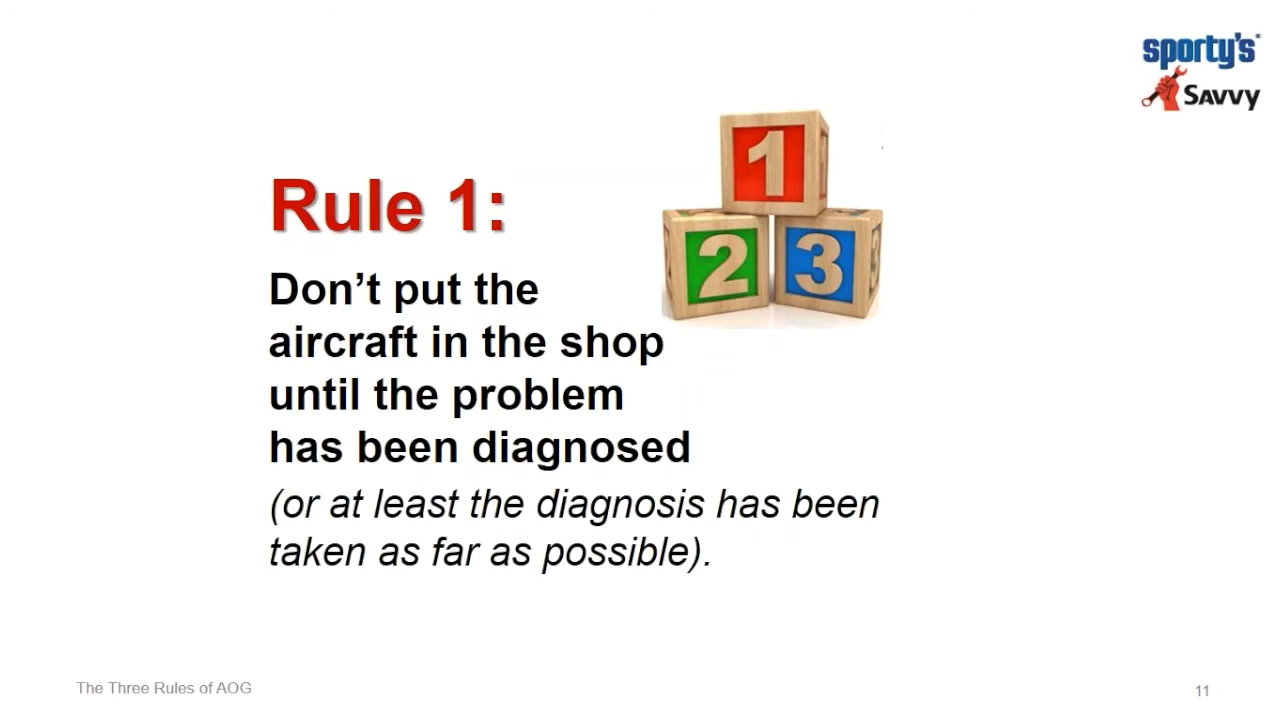 sporty's
SAVVY
1
2
3
Rule 1:
Don’t put the
aircraft in the shop
until the problem
has been diagnosed
(or at least the diagnosis has been
taken as far as possible).
The Three Rules of AOG
11